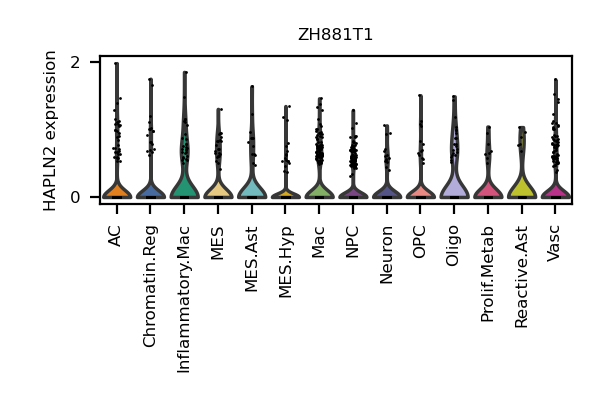 ZH881T1
HAPLN2 expression
2
0
AC
Chromatin.Reg
Inflammatory.Mac
MES
MES.Ast
MES.Hyp
Mac
NPC
Neuron
OPC
Oligo
Prolif.Metab
Reactive.Ast
Vasc